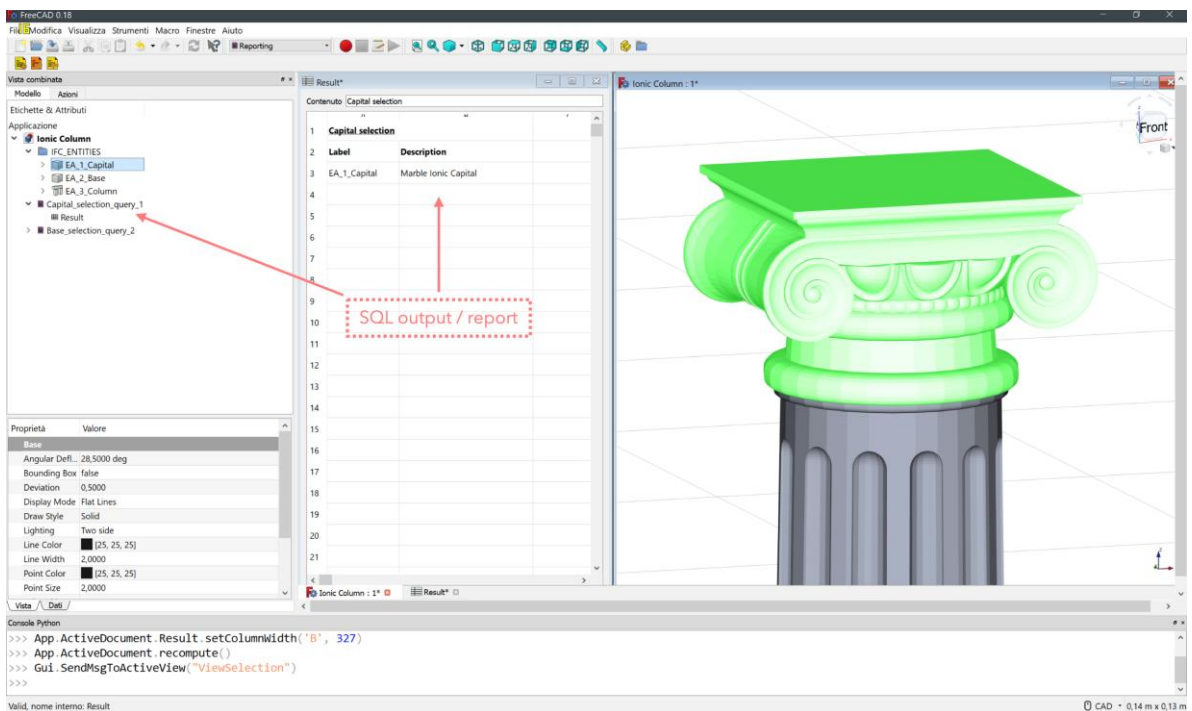 FreeCAD 0.18
File Modifica Visualizza Strumenti Macro Finestre Aiuto
Reporting
Vista combinata
Modello Azioni
Etichette & Attributi
Applicazione
Ionic Column
IFC_ENTITIES
EA_1_Capital
EA_2_Base
EA_3_Column
Capital_selection_query_1
Result
Base_selection_query_2
Proprietà Valore
Base
Angular Defl... 28,5000 deg
Bounding Box false
Deviation 0,5000
Display Mode Flat Lines
Draw Style Solid
Lighting Two side
Line Color [25, 25, 25]
Line Width 2,0000
Point Color [25, 25, 25]
Point Size 2,0000
Vista Dati
Result*
Contenuto Capital selection
1 Capital selection
2 Label Description
3 EA_1_Capital Marble Ionic Capital
4
5
6
7
8
9
10
11
12
13
14
15
16
17
18
19
20
21
SQL output / report
Ionic Column : 1*
Front
Ionic Column : 1* Result*
Console Python
>>> App.ActiveDocument.Result.setColumnWidth('B', 327)
>>> App.ActiveDocument.recompute()
>>> Gui.SendMsgToActiveView("ViewSelection")
>>>
Valid, nome interno: Result
CAD 0,14 m x 0,13 m